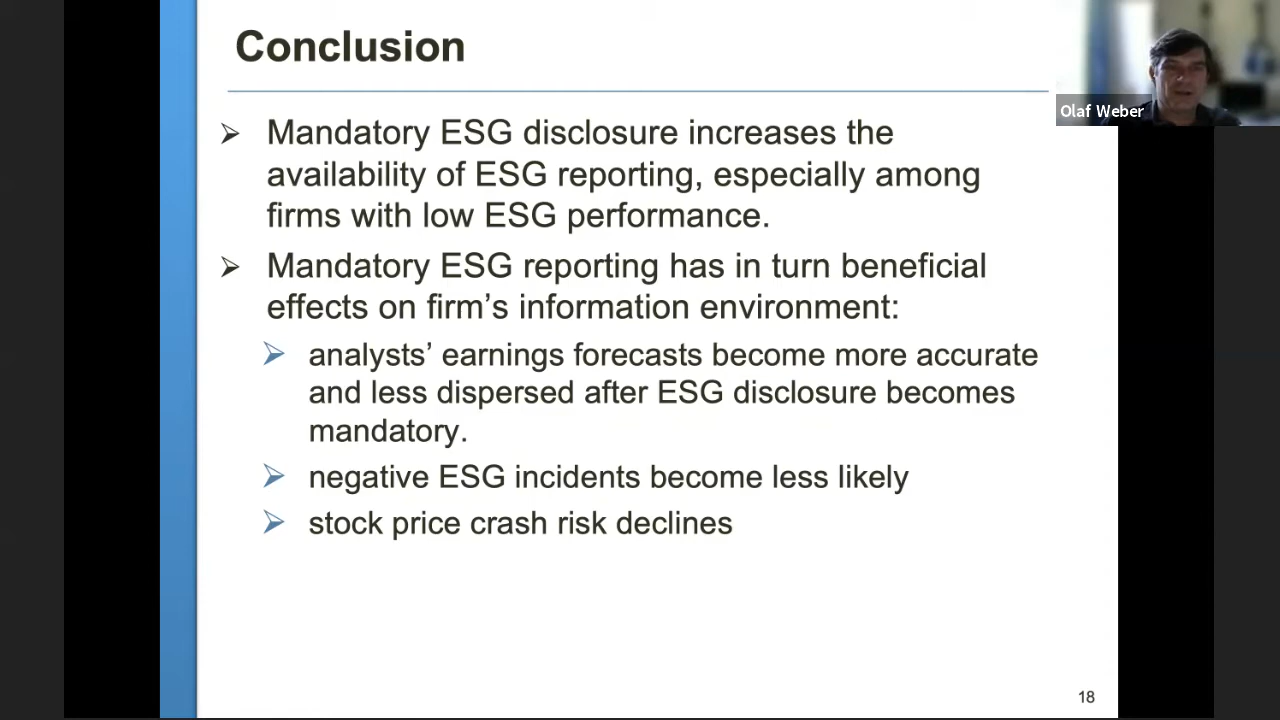 Conclusion
Olaf Weber
➢ Mandatory ESG disclosure increases the
availability of ESG reporting, especially among
firms with low ESG performance.
➢ Mandatory ESG reporting has in turn beneficial
effects on firm’s information environment:
➢ analysts’ earnings forecasts become more accurate
and less dispersed after ESG disclosure becomes
mandatory.
➢ negative ESG incidents become less likely
➢ stock price crash risk declines
18